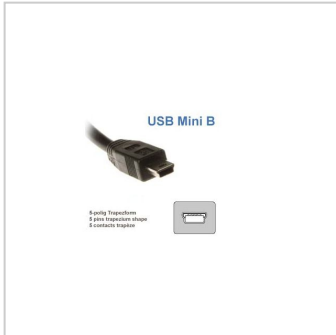 USB Mini B
5-polig Trapezform
5 pins trapezium shape
5 contacts trapèze